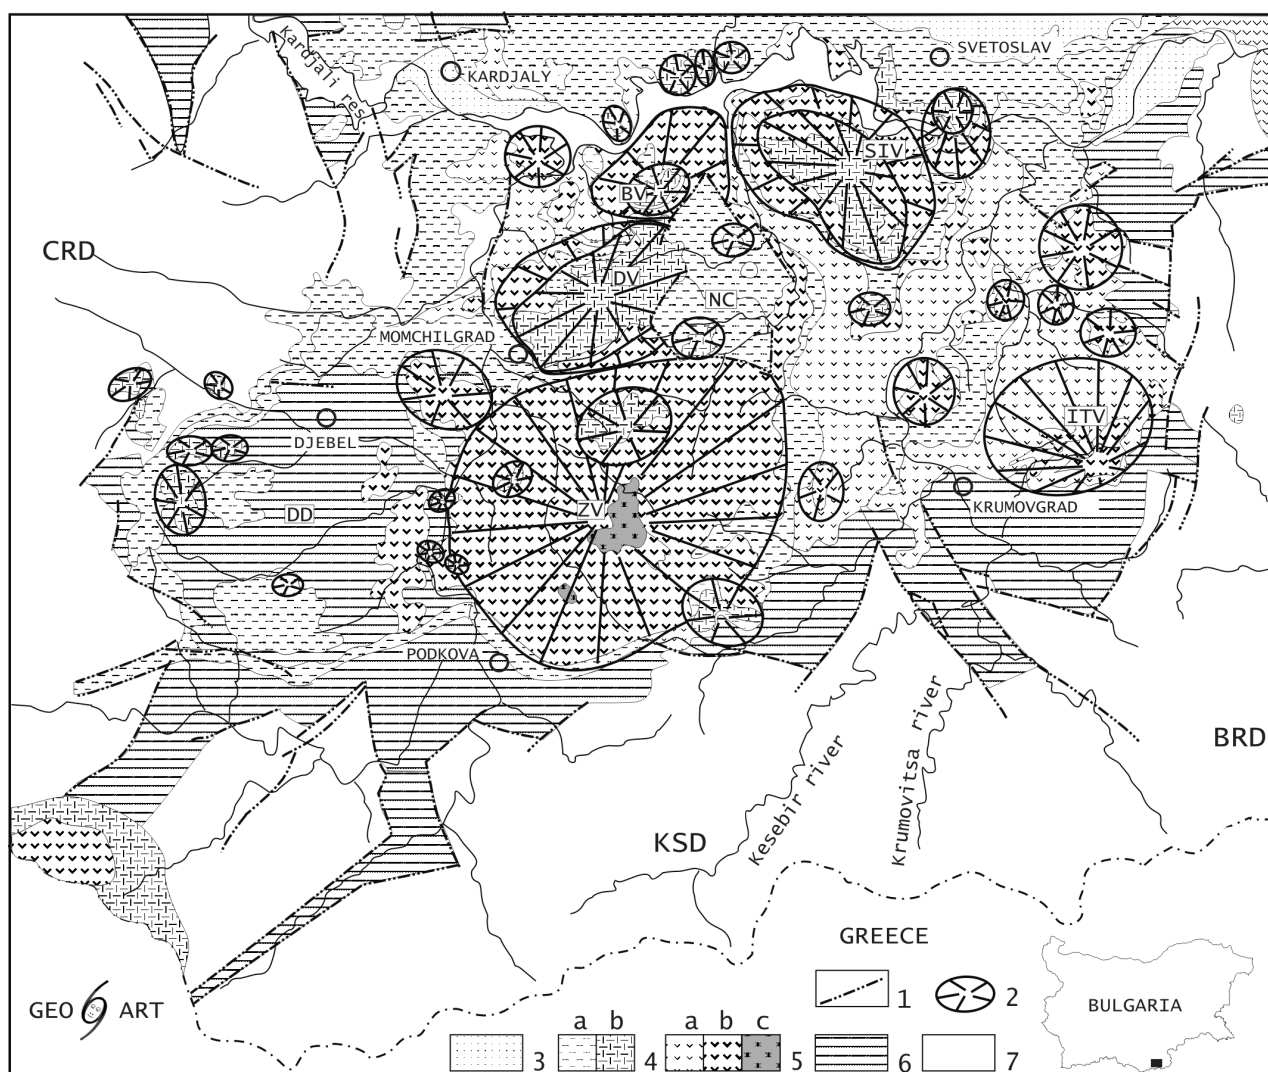 Kardjali res.
KARDJALY
SVETOSLAV
SIV
BV
CRD
DV
NC
MOMCHILGRAD
ITV
DJEBEL
ZV
DD
KRUMOVGRAD
PODKOVA
BRD
KSD
Kesebir river
Krumovitsa river
GREECE
GEO ART
1
2
BULGARIA
a b
a b c
3
4
5
6
7